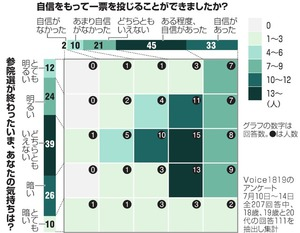 自信をもって一票を投じることができましたか?
自信が
なかった
あまり自信が
なかった
どちらとも
いえない
ある程度、
自信があった
自信が
あった
2 10 21 45 33
参院選が終わったいま、あなたの気持ちは?
とても
明るい 12
明るい 24
どちらとも
いえない 39
暗い 26
とても
暗い 10
0 1 1 3 7
0 2 4 11 7
1 5 10 15 8
0 1 3 13 9
1 1 3 3 2
0
1~3
4~6
7~9
10~12
13~
(人)
グラフの数字は
回答数。●は人数
Voice1819の
アンケート
7月10日~14日
全207回答中、
18歳、19歳と20
代の回答111を
抽出し集計